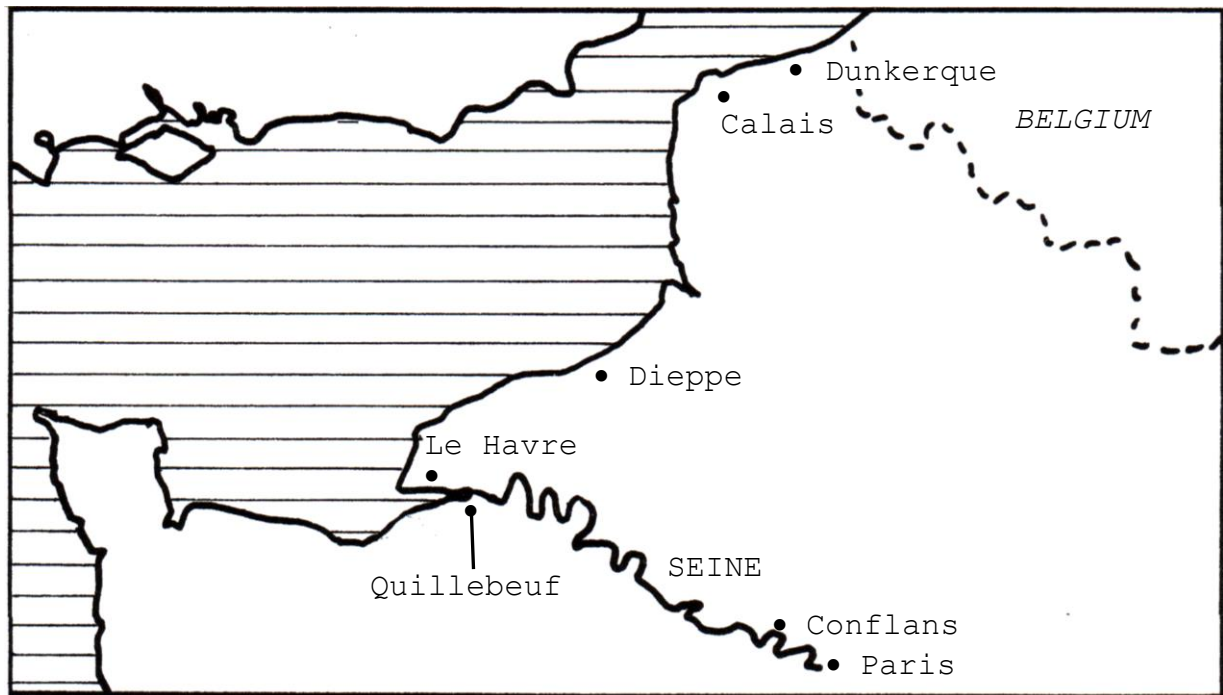 Dunkerque
Calais
BELGIUM
Dieppe
Le Havre
Quillebeuf
SEINE
Conflans
Paris